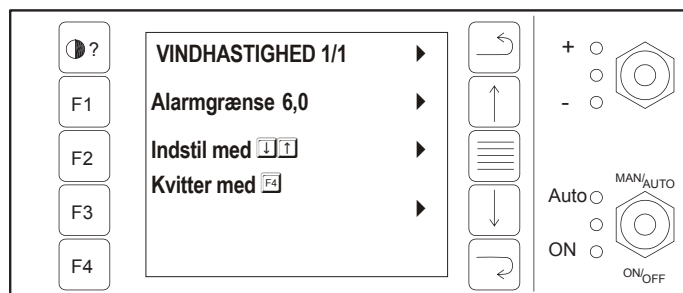 ?
F1
F2
F3
F4
VINDHASTIGHED 1/1
Alarmgrænse 6,0
Indstil med ↓ ↑
Kvitter med F4
+
-
MAN/AUTO
Auto
ON
ON/OFF